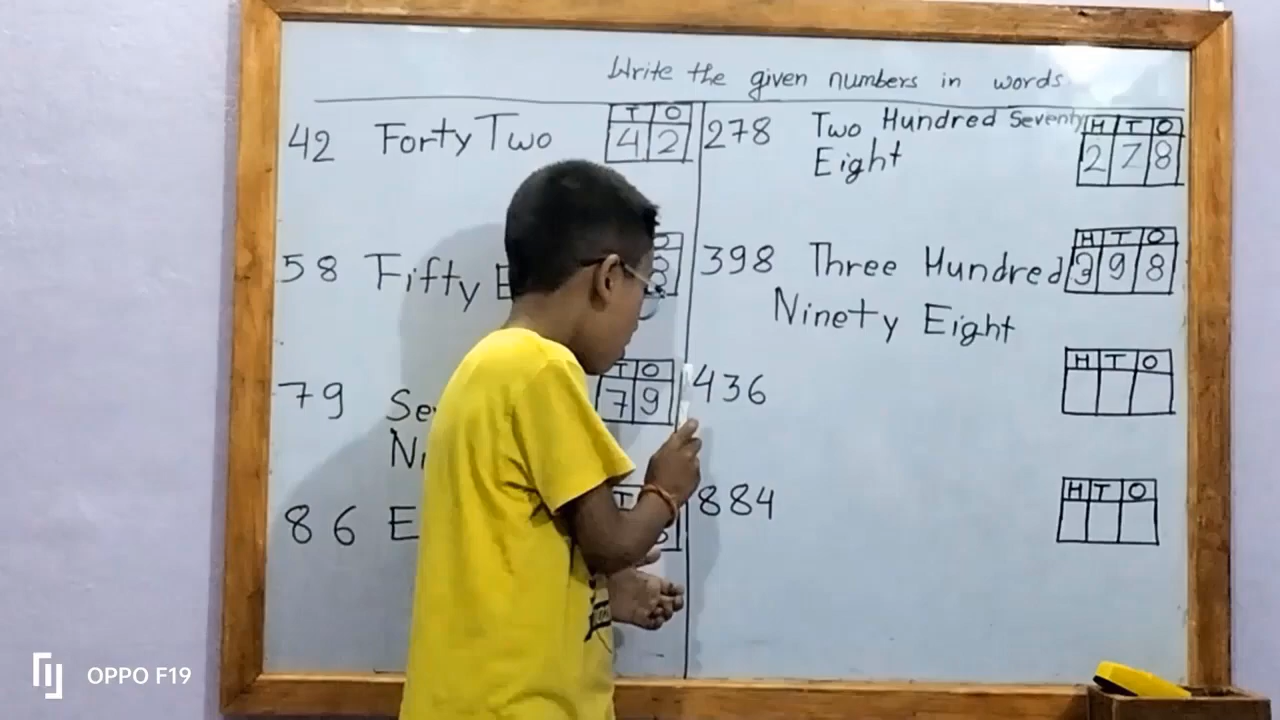 Write the given numbers in words
42 Forty Two
T O
4 2
58 Fifty
79
T O
7 9
86
T
278 Two Hundred Seventy
Eight
H T O
2 7 8
398 Three Hundred
Ninety Eight
H T O
3 9 8
436
H T O
884
H T O
OPPO F19